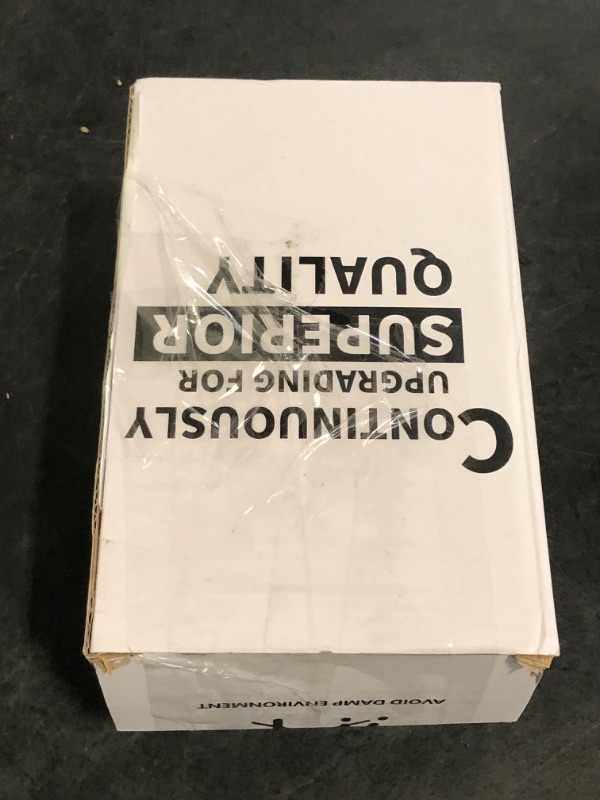 CONTINUOUSLY
UPGRADING FOR
SUPERIOR
QUALITY
AVOID DAMP ENVIRONMENT